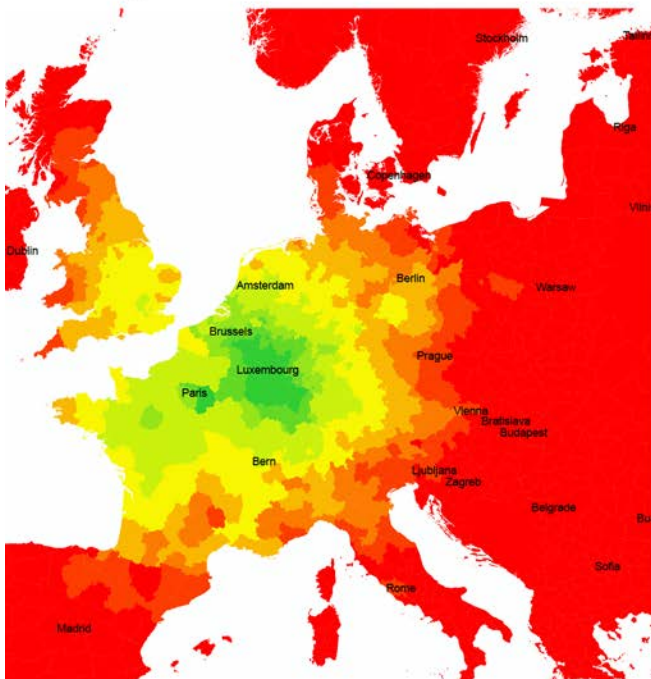 Stockholm
Riga
Copenhagen
Dublin
Amsterdam
Berlin
Warsaw
Brussels
Prague
Luxembourg
Paris
Vienna
Bratislava
Budapest
Bern
Ljubljana
Zagreb
Belgrade
Sofia
Rome
Madrid